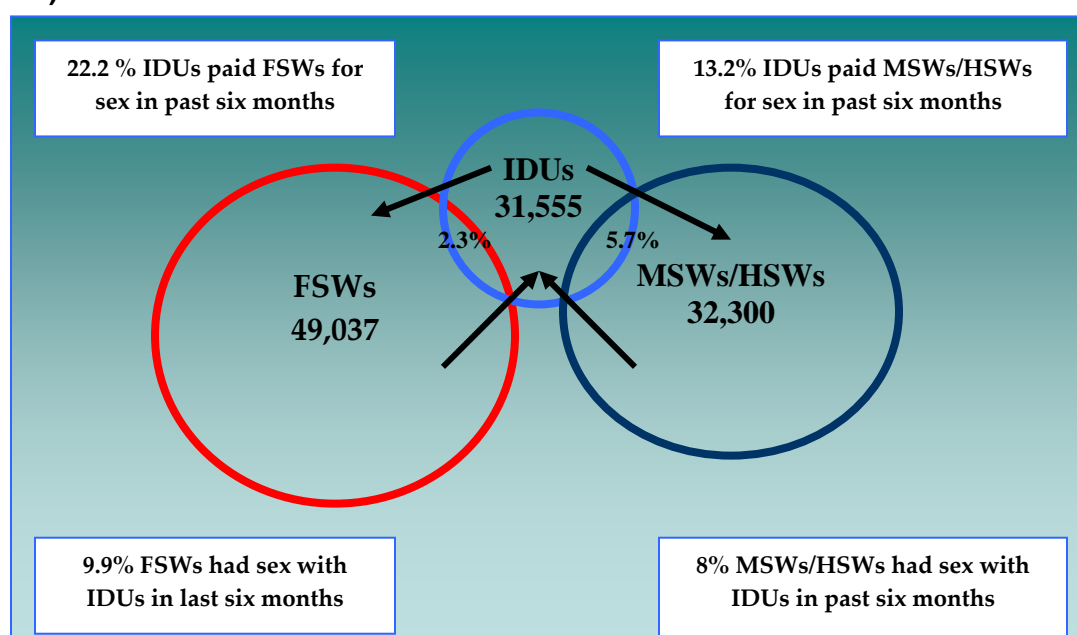 22.2 % IDUs paid FSWs for
sex in past six months
13.2% IDUs paid MSWs/HSWs
for sex in past six months
IDUs
31,555
2.3%
5.7%
FSWs
49,037
MSWs/HSWs
32,300
9.9% FSWs had sex with
IDUs in last six months
8% MSWs/HSWs had sex with
IDUs in past six months